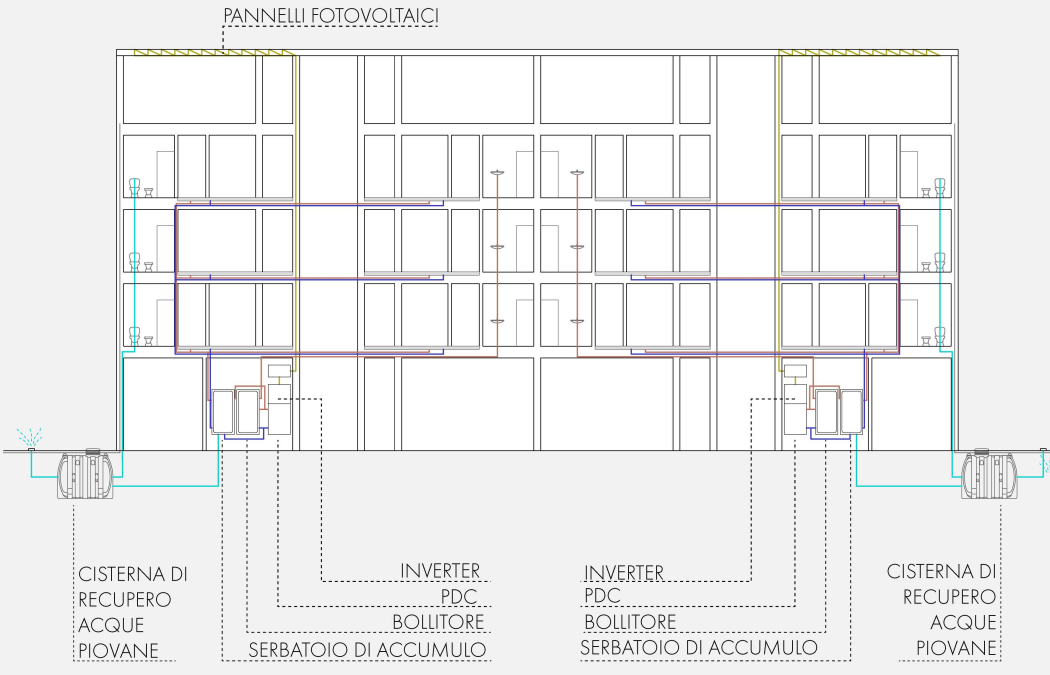 PANNELLI FOTOVOLTAICI
CISTERNA DI
RECUPERO
ACQUE
PIOVANE
INVERTER
PDC
BOLLITORE
SERBATOIO DI ACCUMULO
INVERTER
PDC
BOLLITORE
SERBATOIO DI ACCUMULO
CISTERNA DI
RECUPERO
ACQUE
PIOVANE